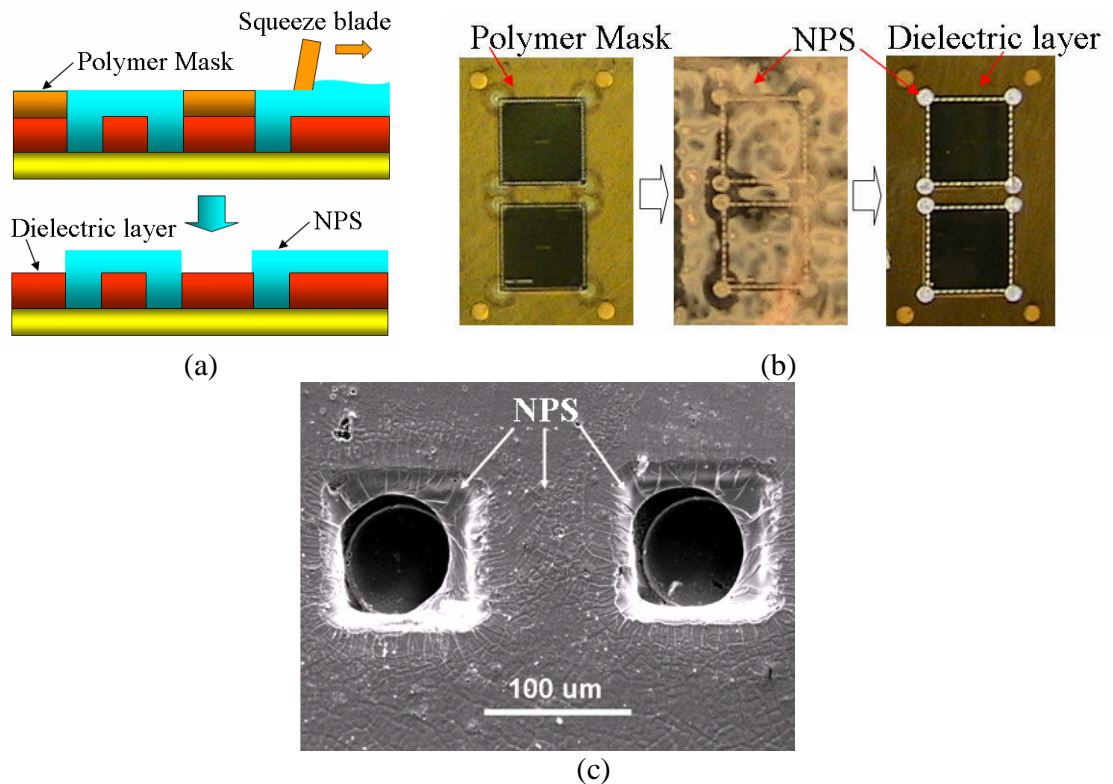 Squeeze blade
Polymer Mask
Dielectric layer
NPS
(a)
Polymer Mask
NPS
Dielectric layer
(b)
NPS
100 um
(c)